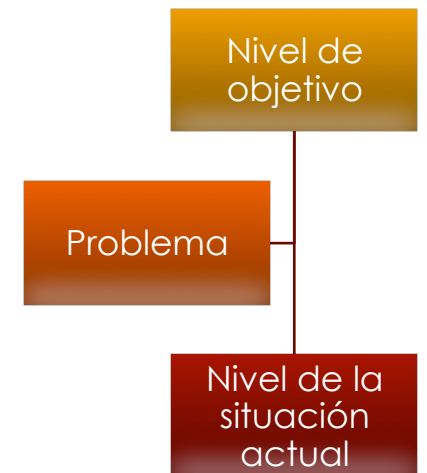 Nivel de
objetivo
Problema
Nivel de la
situación
actual